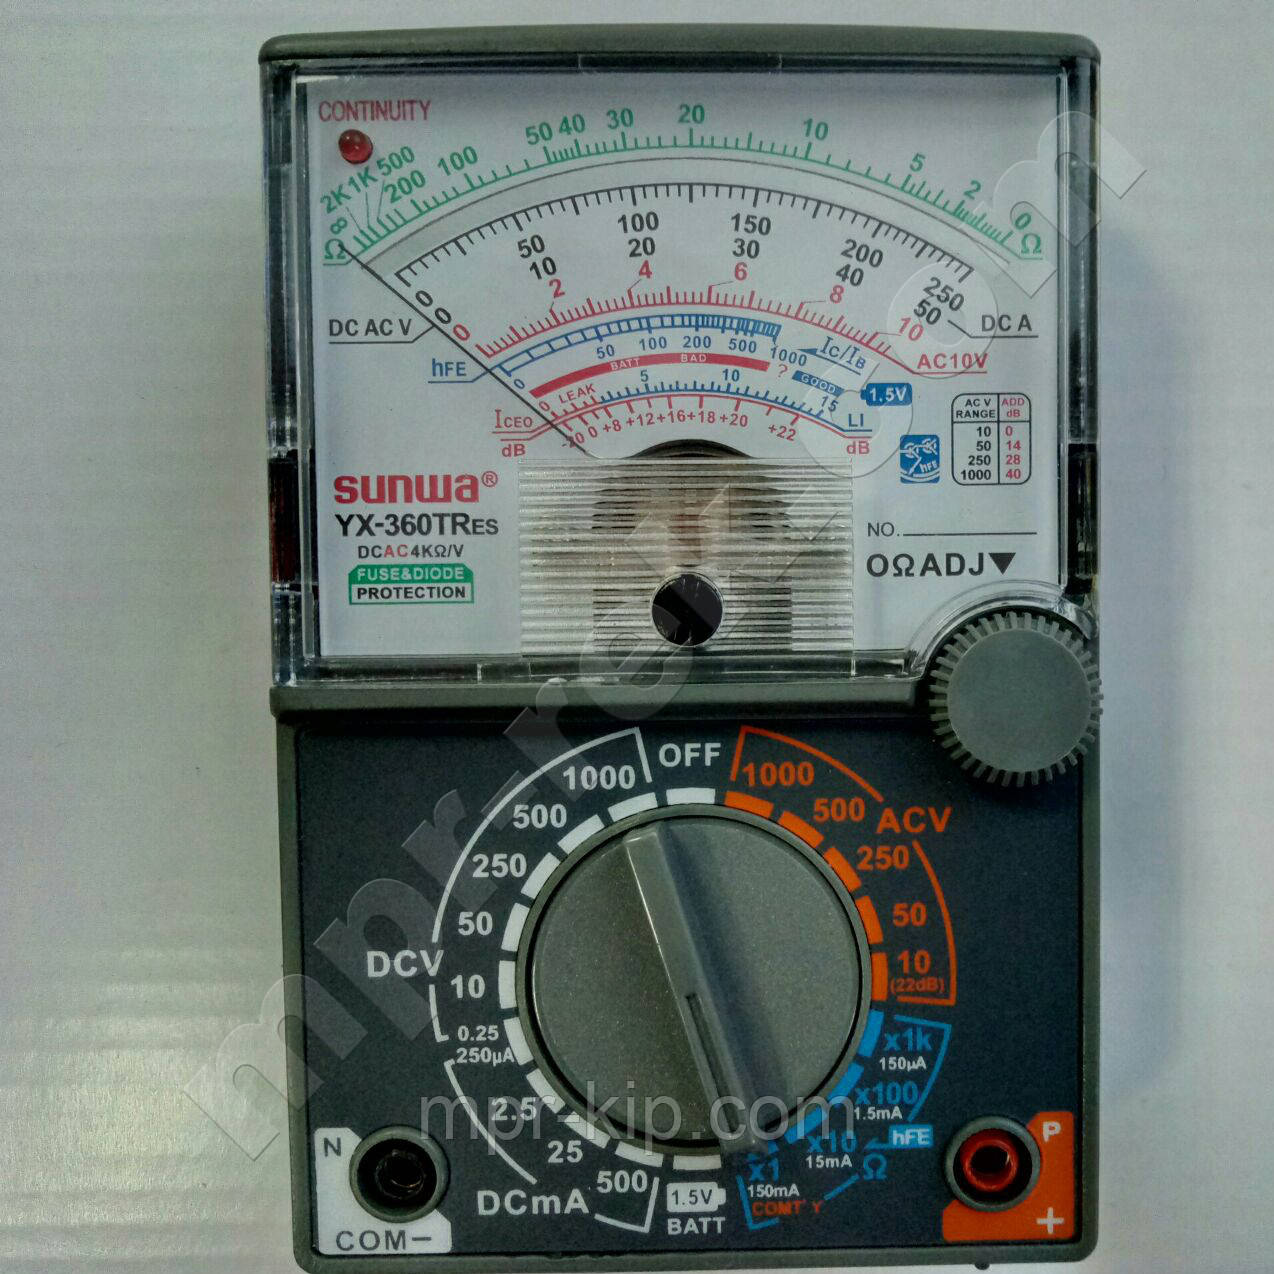 CONTINUITY
∞ 2K 1K 500 200 100 50 40 30 20 10 5 2 0
Ω Ω
0 50 100 150 200 250
0 10 20 30 40 50
DC AC V DC A
0 2 4 6 8 10
AC10V
hFE 0 50 100 200 500 1000 IC/IB
BATT BAD ? GOOD 1.5V
ICEO 0 LEAK 5 10 15 LI
dB -20 0 +8 +12 +16 +18 +20 +22 dB
AC V RANGE ADD dB
10 0
50 14
250 28
1000 40
hFE
sunwa®
YX-360TRES
DCAC4KΩ/V
FUSE&DIODE
PROTECTION
NO.
0ΩADJ▼
OFF
1000 1000
500 500
ACV
250 250
50 50
DCV
10 10
(22dB)
0.25
250μA
x1k
150μA
2.5
x100
1.5mA
25
x10
15mA
hFE
Ω
500
x1
150mA
COMT'Y
DCmA
1.5V
BATT
N
COM−
P
+
mpr-kip.com